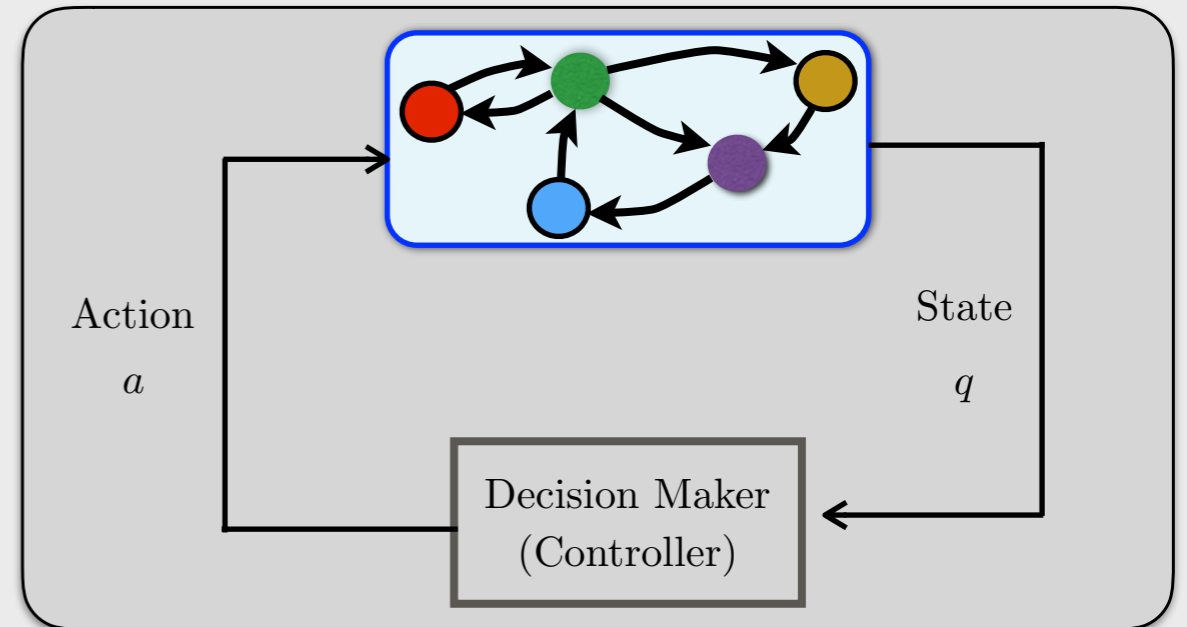 Action
a
State
q
Decision Maker
(Controller)